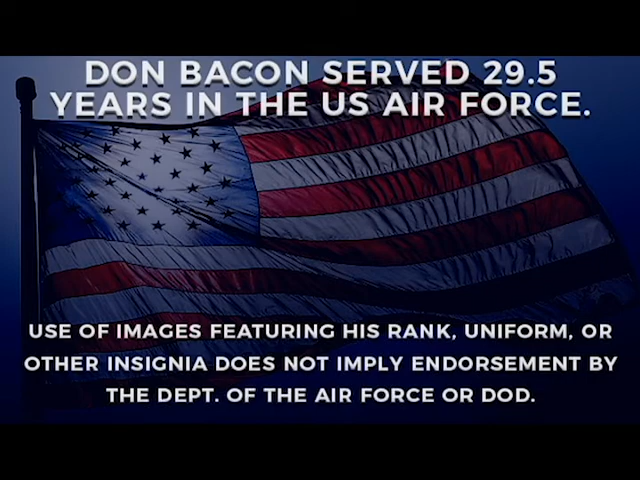 DON BACON SERVED 29.5
YEARS IN THE US AIR FORCE.
USE OF IMAGES FEATURING HIS RANK, UNIFORM, OR
OTHER INSIGNIA DOES NOT IMPLY ENDORSEMENT BY
THE DEPT. OF THE AIR FORCE OR DOD.